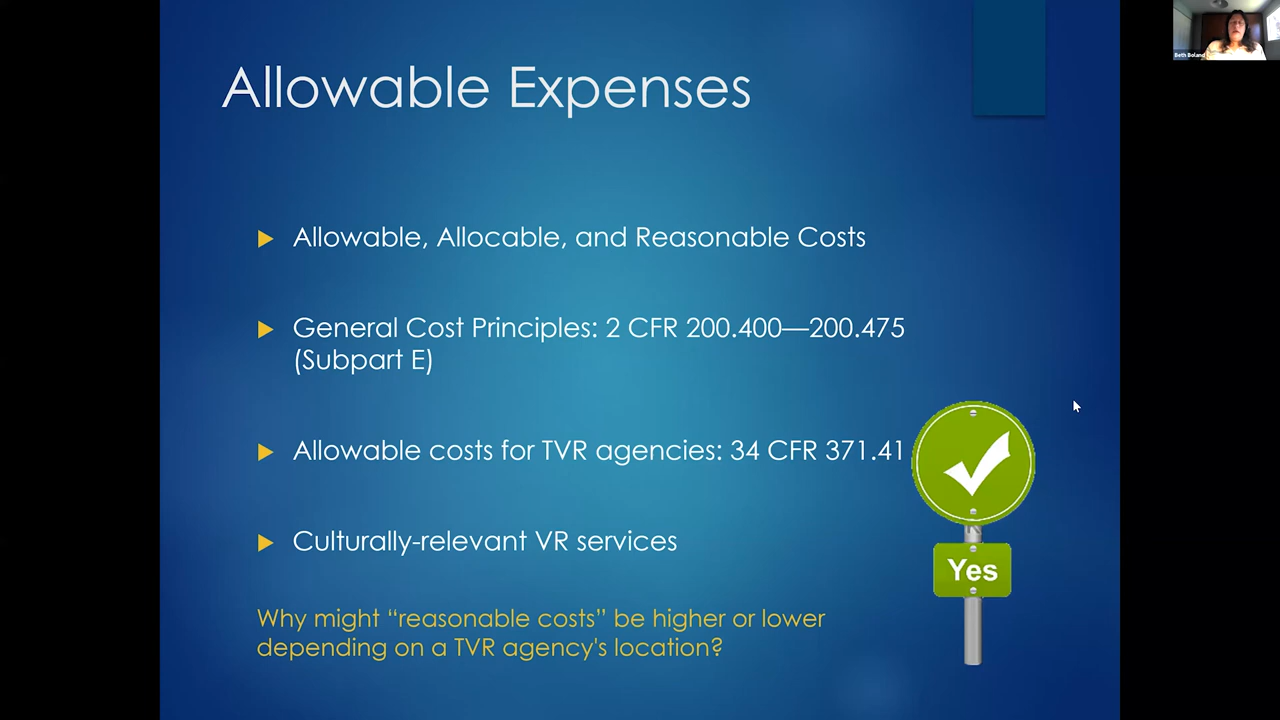 Allowable Expenses
Beth Boland
Allowable, Allocable, and Reasonable Costs
General Cost Principles: 2 CFR 200.400—200.475
(Subpart E)
Allowable costs for TVR agencies: 34 CFR 371.41
Culturally-relevant VR services
Yes
Why might “reasonable costs” be higher or lower
depending on a TVR agency's location?